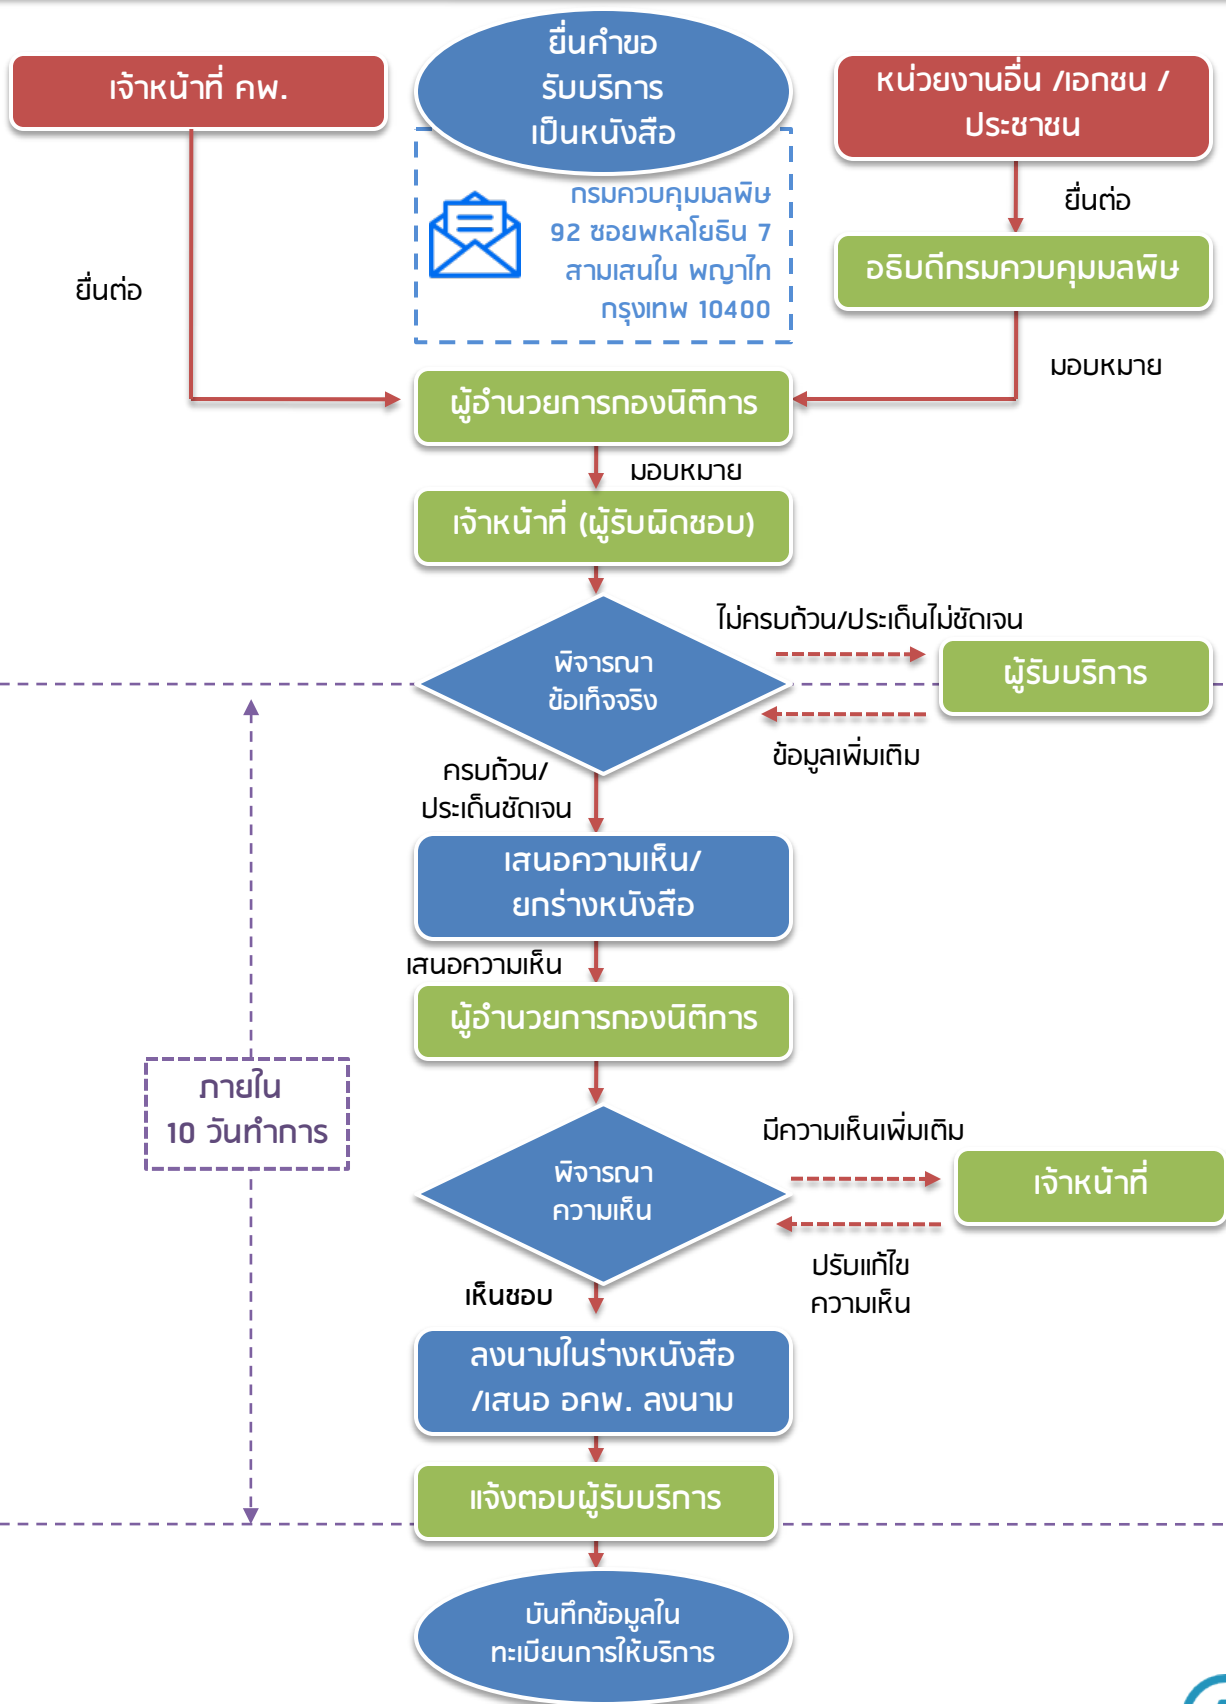 ยื่นคำขอ
รับบริการ
เป็นหนังสือ
เจ้าหน้าที่ คพ.
หน่วยงานอื่น /เอกชน /
ประชาชน
กรมควบคุมมลพิษ
92 ซอยพหลโยธิน 7
สามเสนใน พญาไท
กรุงเทพ 10400
ยื่นต่อ
ยื่นต่อ
อธิบดีกรมควบคุมมลพิษ
มอบหมาย
ผู้อำนวยการกองนิติการ
มอบหมาย
เจ้าหน้าที่ (ผู้รับผิดชอบ)
พิจารณา
ข้อเท็จจริง
ไม่ครบถ้วน/ประเด็นไม่ชัดเจน
ผู้รับบริการ
ข้อมูลเพิ่มเติม
ครบถ้วน/
ประเด็นชัดเจน
เสนอความเห็น/
ยกร่างหนังสือ
เสนอความเห็น
ผู้อำนวยการกองนิติการ
ภายใน
10 วันทำการ
พิจารณา
ความเห็น
มีความเห็นเพิ่มเติม
เจ้าหน้าที่
ปรับแก้ไข
ความเห็น
เห็นชอบ
ลงนามในร่างหนังสือ
/เสนอ อคพ. ลงนาม
แจ้งตอบผู้รับบริการ
บันทึกข้อมูลใน
ทะเบียนการให้บริการ